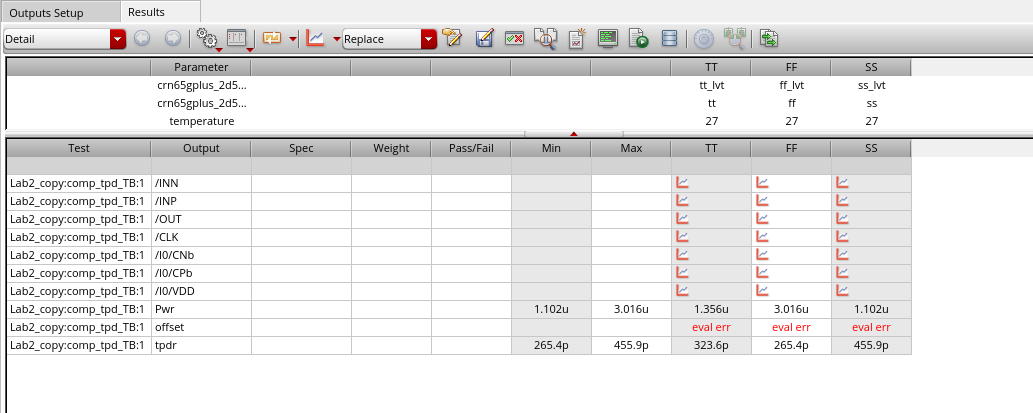 Outputs Setup Results
Detail Replace
Parameter TT FF SS
crn65gplus_2d5... tt_lvt ff_lvt ss_lvt
crn65gplus_2d5... tt ff ss
temperature 27 27 27
Test Output Spec Weight Pass/Fail Min Max TT FF SS
Lab2_copy:comp_tpd_TB:1 /INN
Lab2_copy:comp_tpd_TB:1 /INP
Lab2_copy:comp_tpd_TB:1 /OUT
Lab2_copy:comp_tpd_TB:1 /CLK
Lab2_copy:comp_tpd_TB:1 /I0/CNb
Lab2_copy:comp_tpd_TB:1 /I0/CPb
Lab2_copy:comp_tpd_TB:1 /I0/VDD
Lab2_copy:comp_tpd_TB:1 Pwr 1.102u 3.016u 1.356u 3.016u 1.102u
Lab2_copy:comp_tpd_TB:1 offset eval err eval err eval err
Lab2_copy:comp_tpd_TB:1 tpdr 265.4p 455.9p 323.6p 265.4p 455.9p